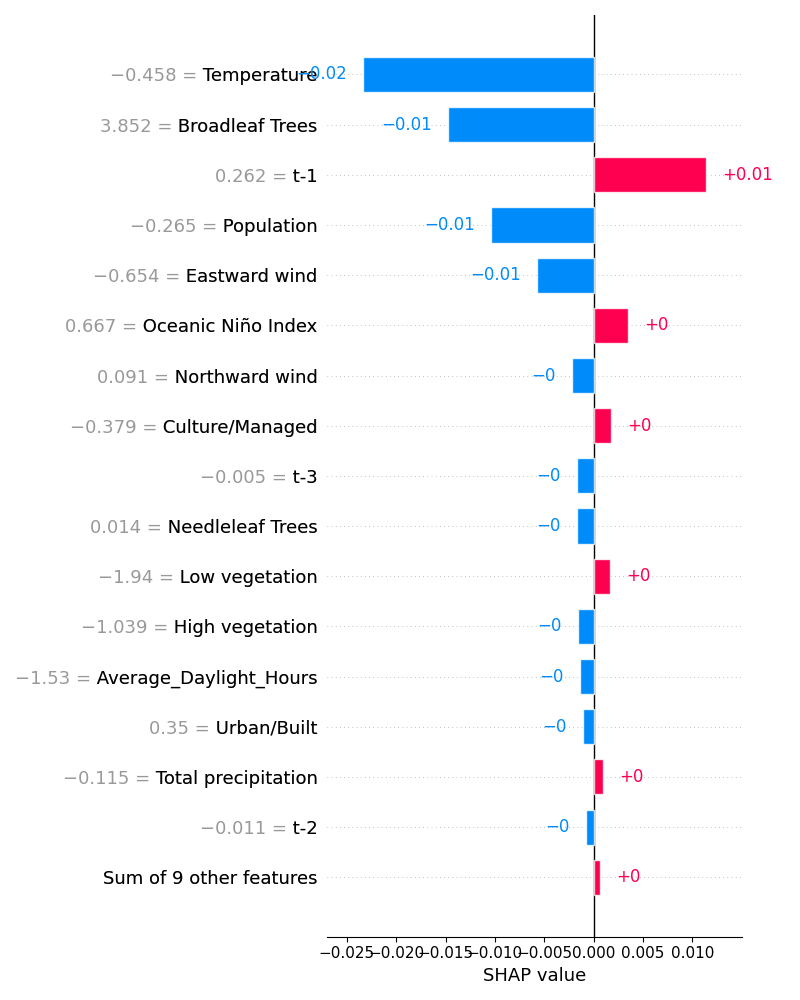 −0.458 = Temperature −0.02
3.852 = Broadleaf Trees −0.01
0.262 = t-1 +0.01
−0.265 = Population −0.01
−0.654 = Eastward wind −0.01
0.667 = Oceanic Niño Index +0
0.091 = Northward wind −0
−0.379 = Culture/Managed +0
−0.005 = t-3 −0
0.014 = Needleleaf Trees −0
−1.94 = Low vegetation +0
−1.039 = High vegetation −0
−1.53 = Average_Daylight_Hours −0
0.35 = Urban/Built −0
−0.115 = Total precipitation +0
−0.011 = t-2 −0
Sum of 9 other features +0
−0.025 −0.020 −0.015 −0.010 −0.005 0.000 0.005 0.010
SHAP value